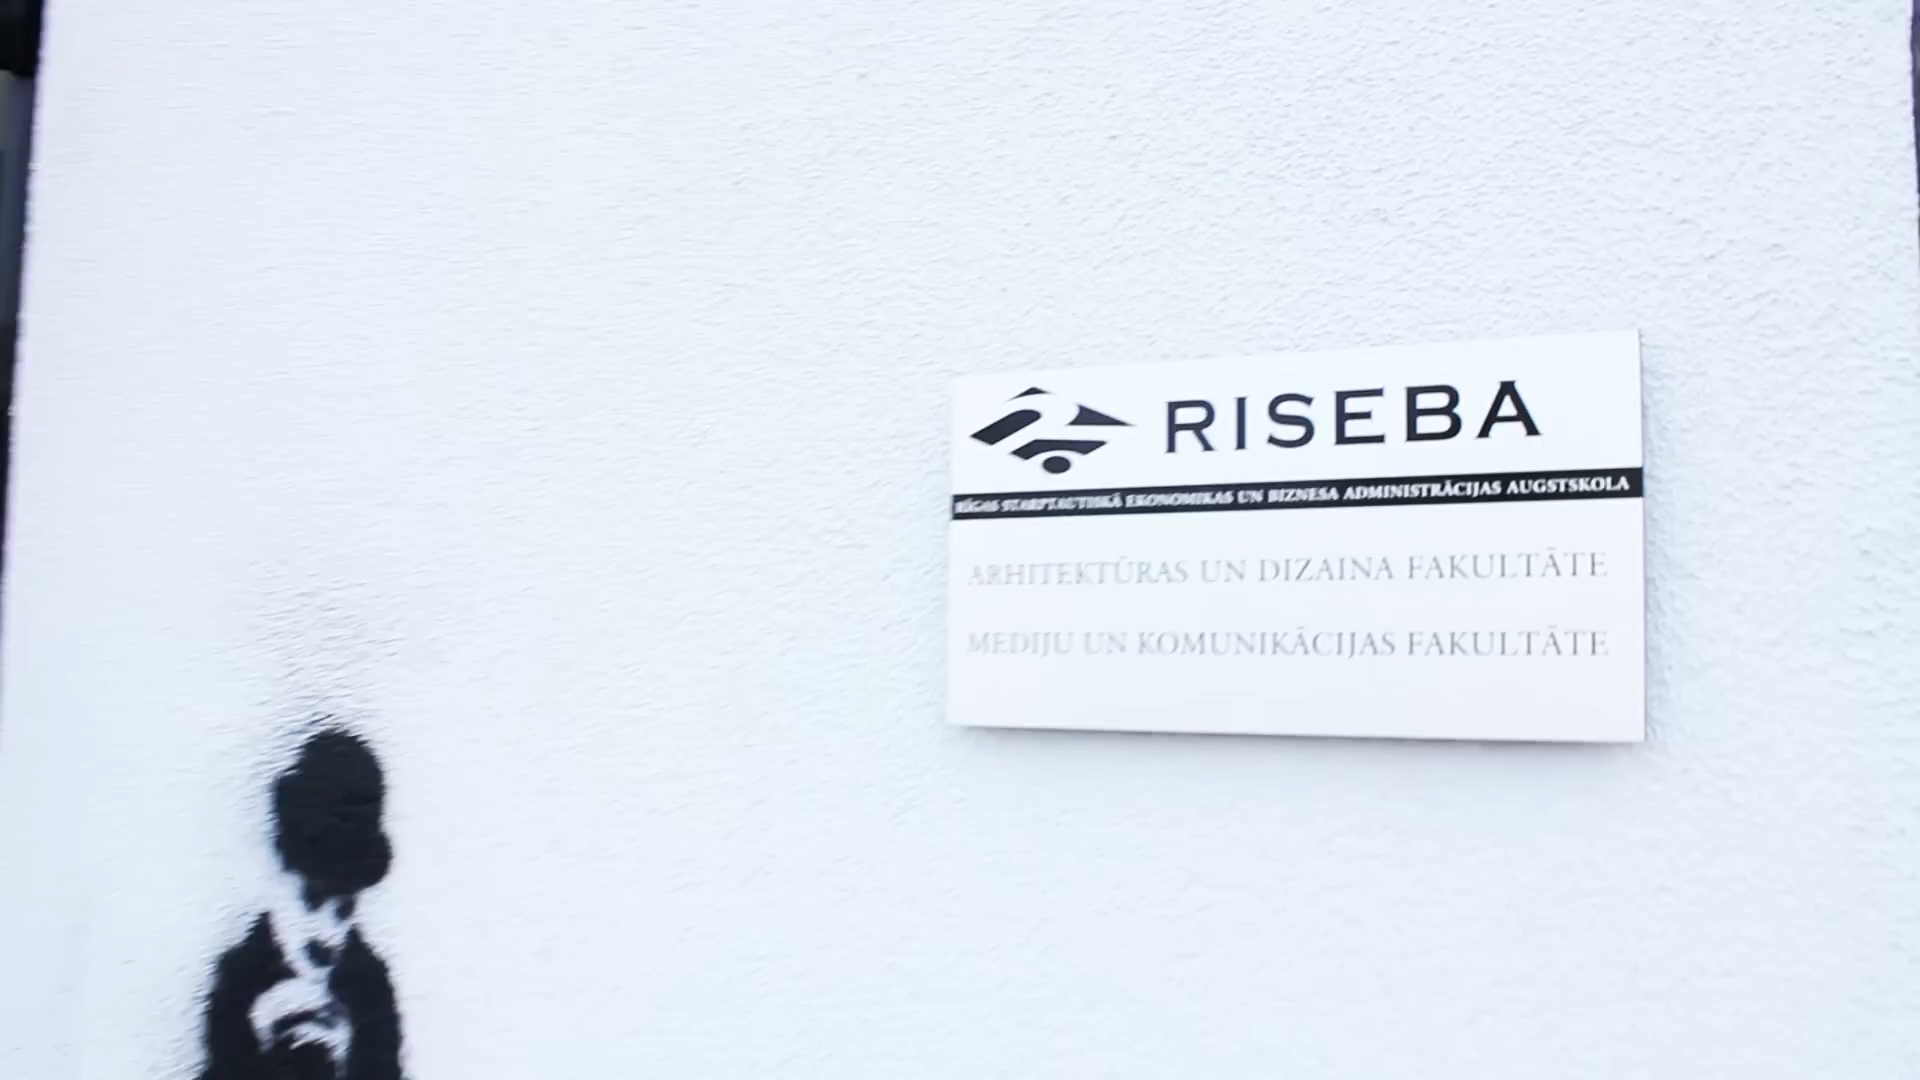 RISEBA
RĪGAS STARPTAUTISKĀ EKONOMIKAS UN BIZNESA ADMINISTRĀCIJAS AUGSTSKOLA
ARHITEKTŪRAS UN DIZAINA FAKULTĀTE
MEDIJU UN KOMUNIKĀCIJAS FAKULTĀTE